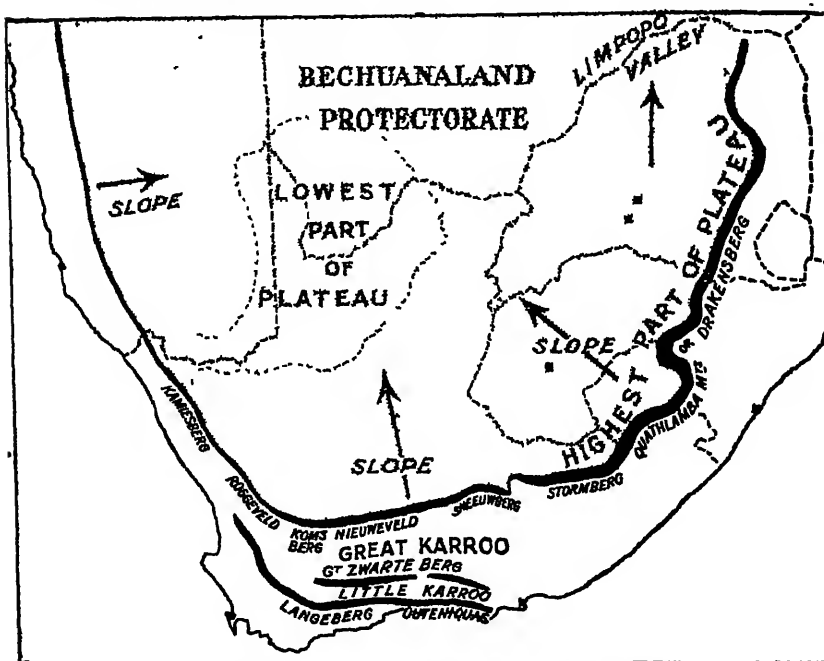 LIMPOPO
VALLEY
BECHUANALAND
PROTECTORATE
SLOPE
LOWEST
PART
OF
PLATEAU
HIGHEST PART OF PLATEAU
SLOPE
QUATHLAMBA MTS OR DRAKENSBERG
KAMIESBERG
SLOPE
ROGGEVELD
KOMS
BERG
NIEUWEVELD
SNEEUWBERG
STORMBERG
GREAT KARROO
GT ZWARTE BERG
LITTLE KARROO
LANGEBERG
OUTENIQUAS